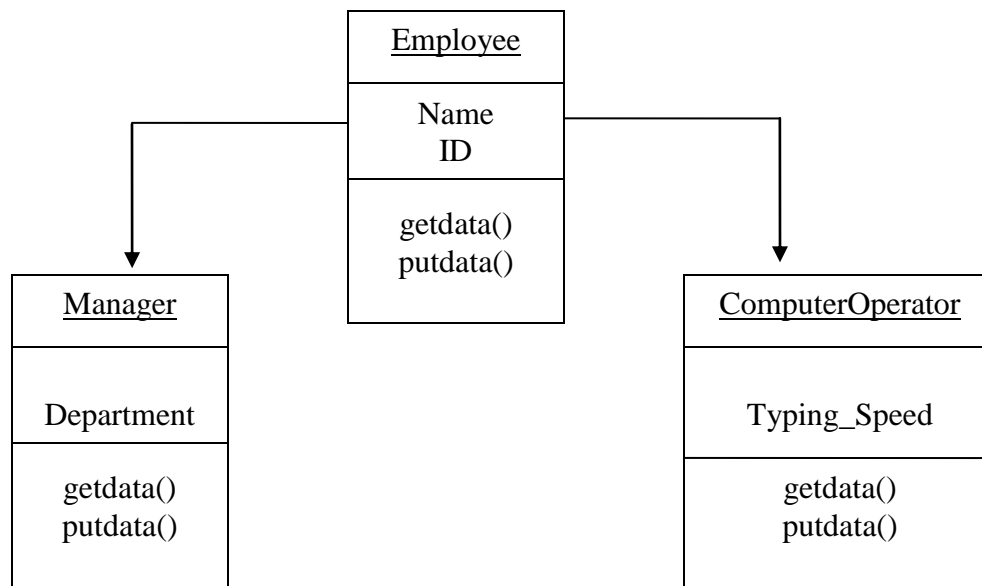 Employee
Name
ID
getdata()
putdata()
Manager
Department
getdata()
putdata()
ComputerOperator
Typing_Speed
getdata()
putdata()